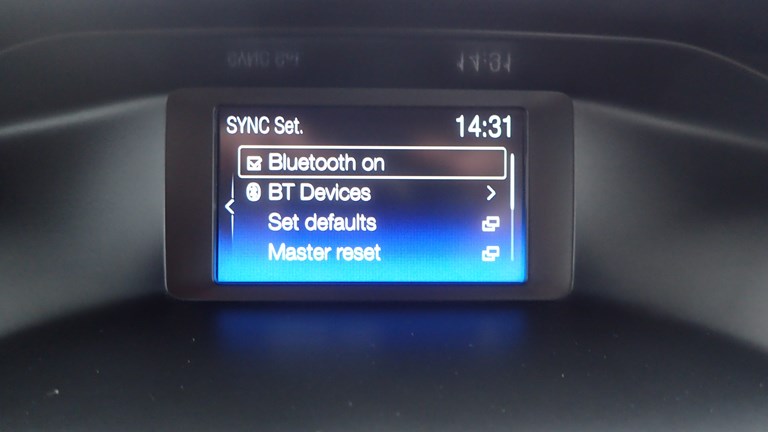 SYNC Set. 14:31
Bluetooth on
BT Devices
Set defaults
Master reset